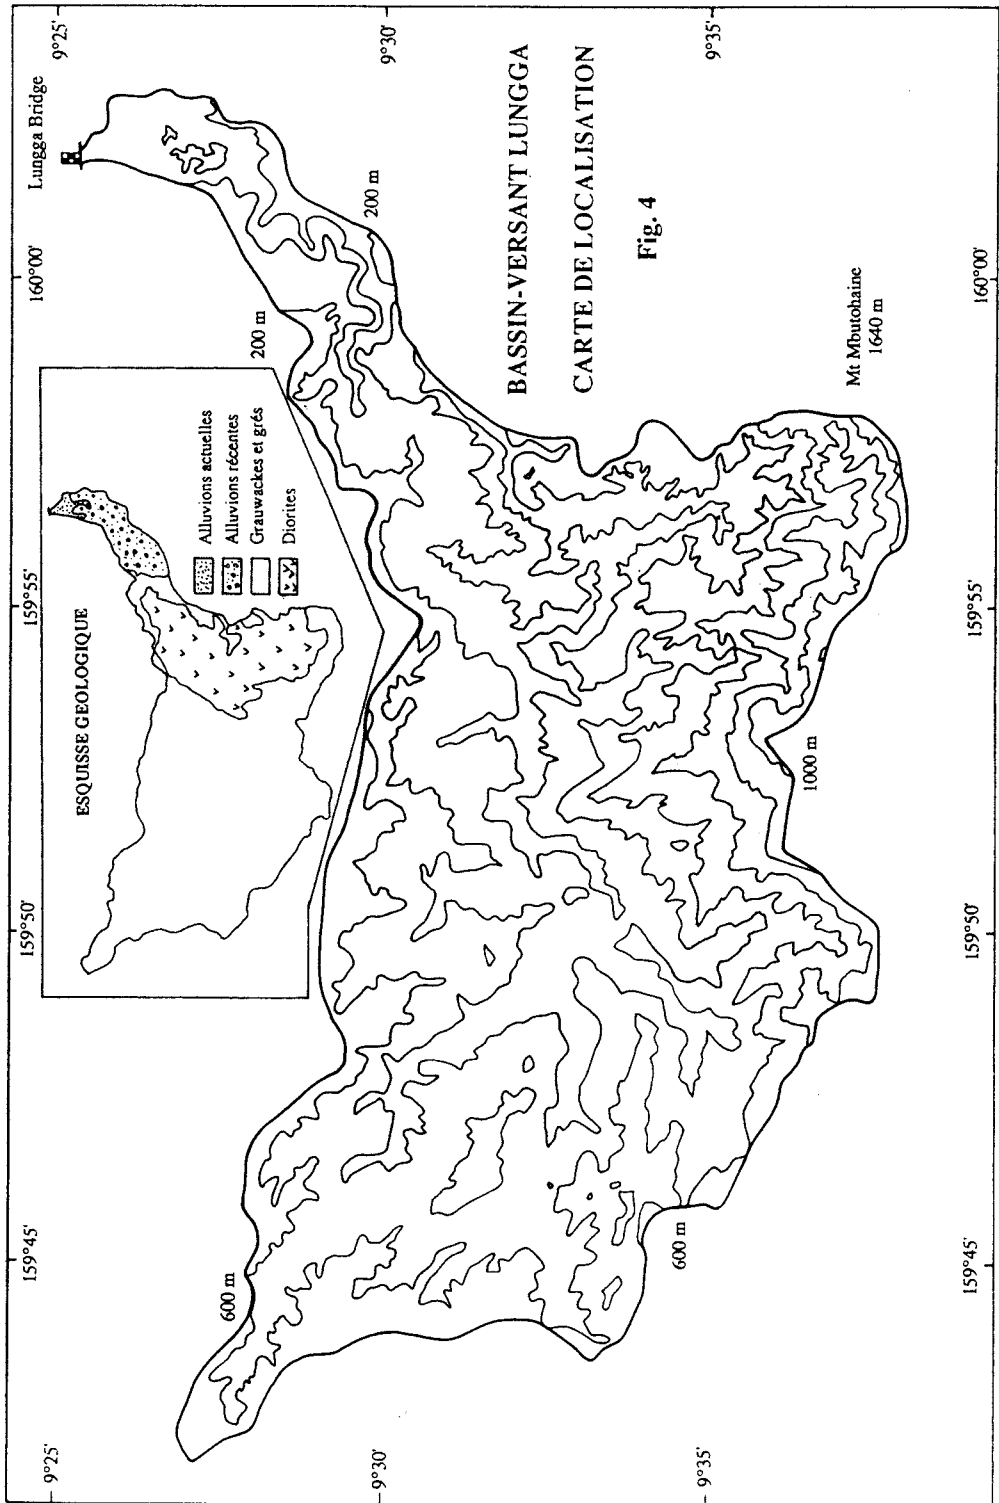 159°45'
159°50'
159°55'
160°00'
9°25'
9°25'
Lungga Bridge
ESQUISSE GEOLOGIQUE
Alluvions actuelles
Alluvions récentes
Grauwackes et grés
Diorites
600 m
200 m
200 m
9°30'
9°30'
BASSIN-VERSANT LUNGGA
CARTE DE LOCALISATION
Fig. 4
600 m
1000 m
9°35'
9°35'
Mt Mbutohaine
1640 m
159°45'
159°50'
159°55'
160°00'